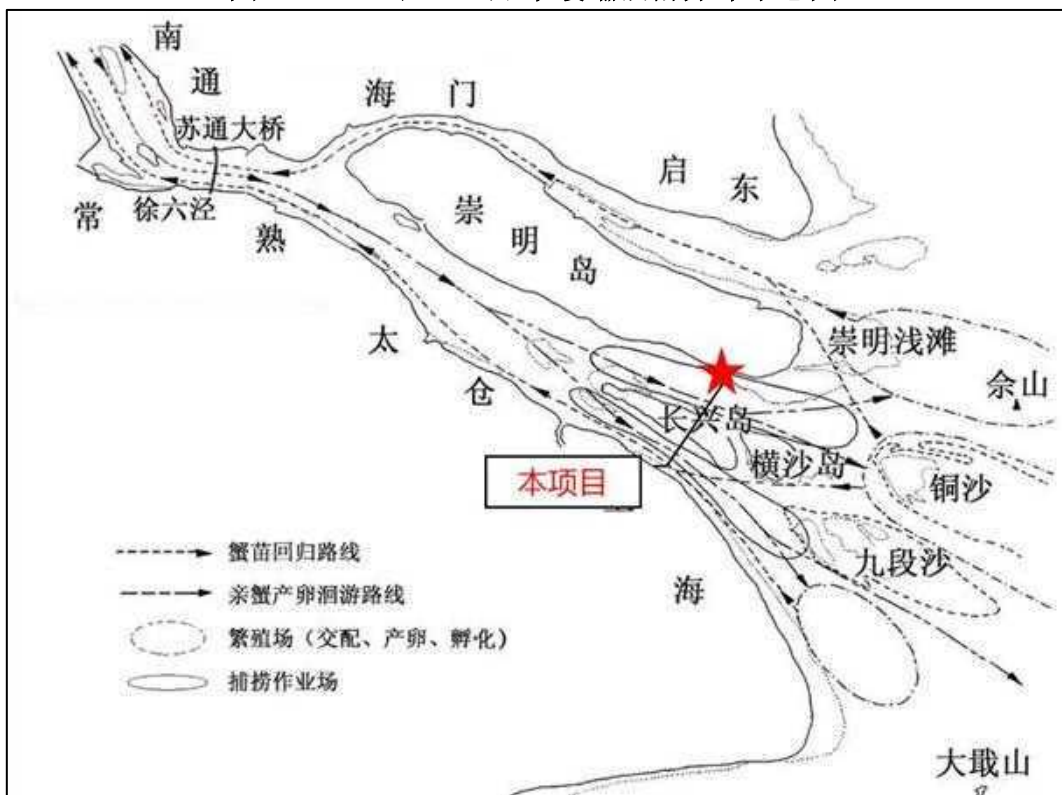 南通
苏通大桥
海门
启东
常熟
徐六泾
崇明岛
太仓
崇明浅滩
佘山
长兴岛
横沙岛
铜沙
本项目
九段沙
海
蟹苗回归路线
亲蟹产卵洄游路线
繁殖场（交配、产卵、孵化）
捕捞作业场
大戢山